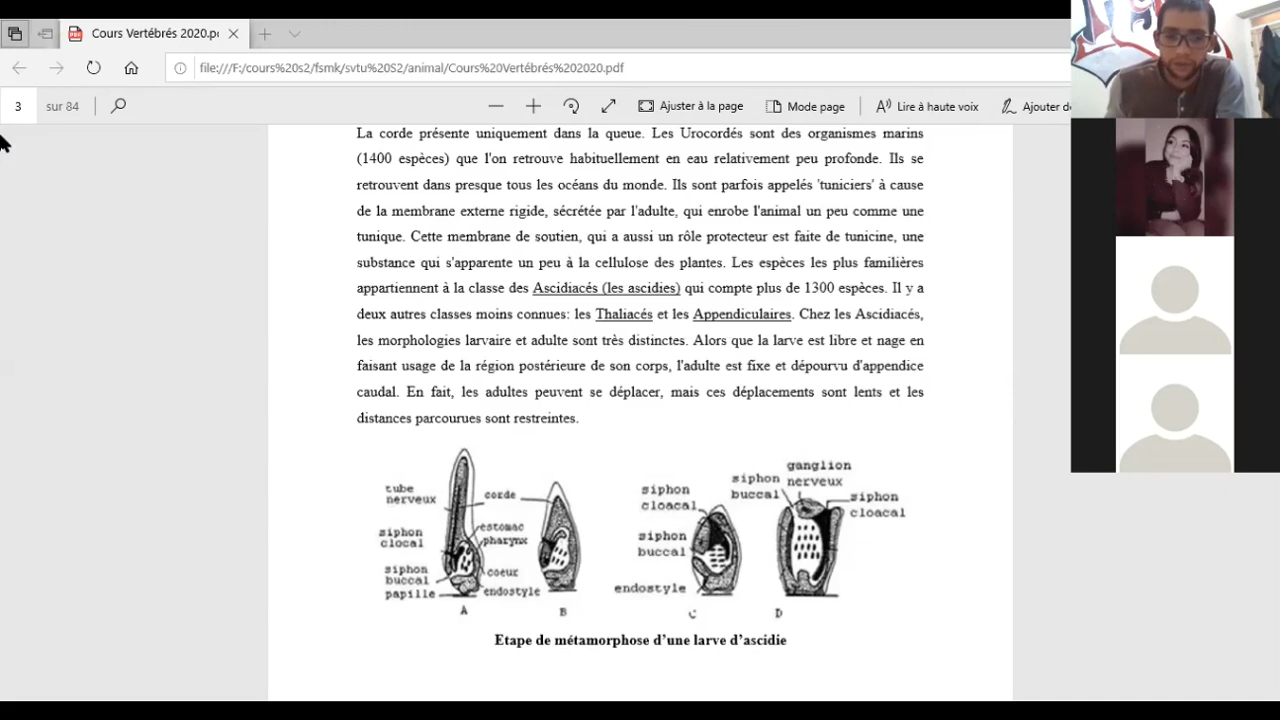 Cours Vertébrés 2020.p
file:///F:/cours%20s2/fsmk/svtu%20S2/animal/Cours%20Vertébrés%202020.pdf
3 sur 84 Ajuster à la page Mode page Lire à haute voix Ajouter de
La corde présente uniquement dans la queue. Les Urocordés sont des organismes marins
(1400 espèces) que l'on retrouve habituellement en eau relativement peu profonde. Ils se
retrouvent dans presque tous les océans du monde. Ils sont parfois appelés 'tuniciers' à cause
de la membrane externe rigide, sécrétée par l'adulte, qui enrobe l'animal un peu comme une
tunique. Cette membrane de soutien, qui a aussi un rôle protecteur est faite de tunicine, une
substance qui s'apparente un peu à la cellulose des plantes. Les espèces les plus familières
appartiennent à la classe des Ascidiacés (les ascidies) qui compte plus de 1300 espèces. Il y a
deux autres classes moins connues: les Thaliacés et les Appendiculaires. Chez les Ascidiacés,
les morphologies larvaire et adulte sont très distinctes. Alors que la larve est libre et nage en
faisant usage de la région postérieure de son corps, l'adulte est fixe et dépourvu d'appendice
caudal. En fait, les adultes peuvent se déplacer, mais ces déplacements sont lents et les
distances parcourues sont restreintes.
tube
nerveux
corde
siphon
clocal
estomac
pharynx
siphon
buccal
papille
coeur
endostyle
A
B
siphon
cloacal
siphon
buccal
endostyle
C
siphon
buccal
ganglion
nerveux
siphon
cloacal
D
Etape de métamorphose d'une larve d'ascidie